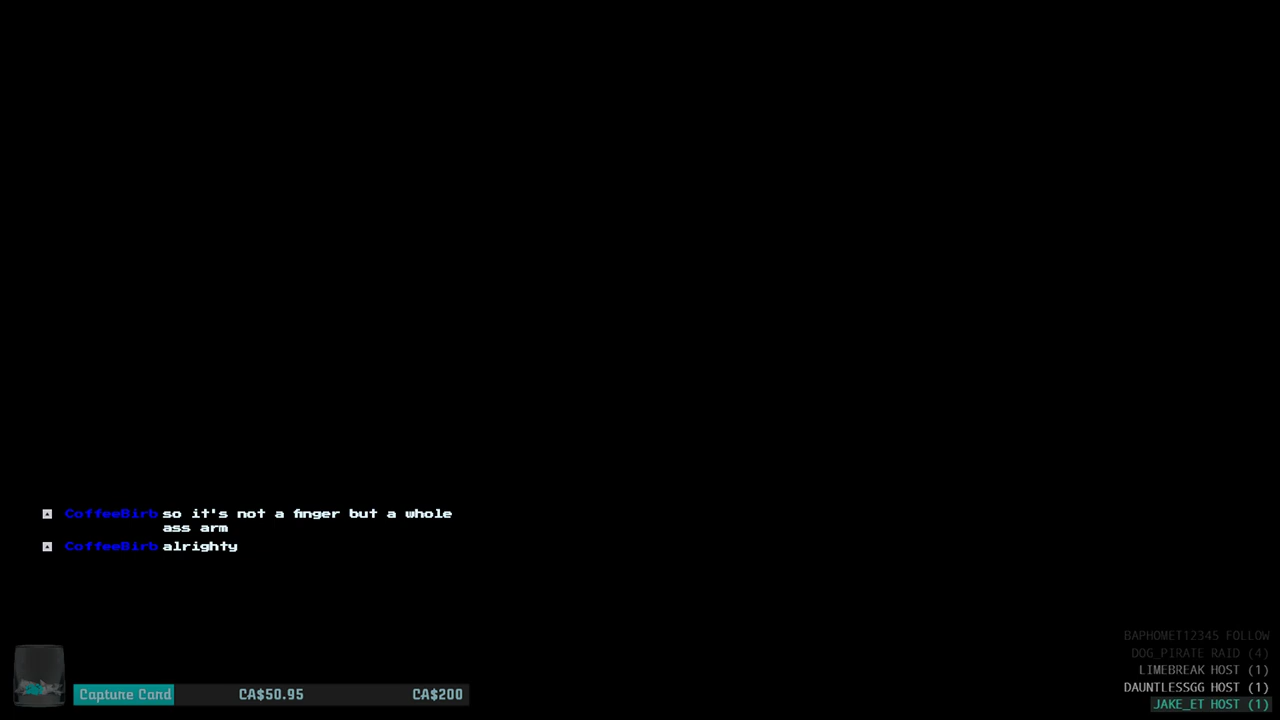 CoffeeBirb so it's not a finger but a whole
ass arm
CoffeeBirb alrighty
BAPHOMET12345 FOLLOW
DOG_PIRATE RAID (4)
LIMEBREAK HOST (1)
DAUNTLESSGG HOST (1)
JAKE_ET HOST (1)
Capture Card CA$50.95 CA$200